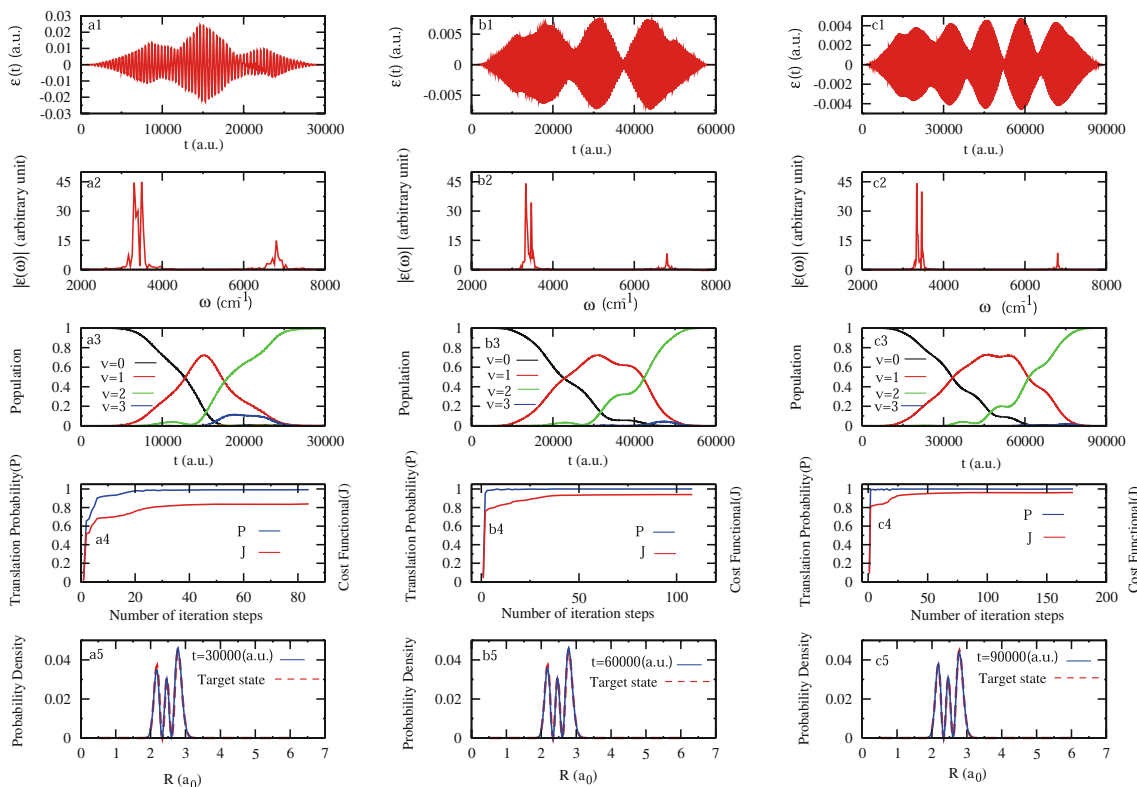 a1
ε(t) (a.u.)
0.03
0.02
0.01
0
-0.01
-0.02
-0.03
0 10000 20000 30000
t (a.u.)
b1
ε(t) (a.u.)
0.005
0
-0.005
0 20000 40000 60000
t (a.u.)
c1
ε(t) (a.u.)
0.004
0.002
0
-0.002
-0.004
0 30000 60000 90000
t (a.u.)
a2
|ε(ω)| (arbitrary unit)
45
30
15
0
2000 4000 6000 8000
ω (cm⁻¹)
b2
|ε(ω)| (arbitrary unit)
45
30
15
0
2000 4000 6000 8000
ω (cm⁻¹)
c2
|ε(ω)| (arbitrary unit)
45
30
15
0
2000 4000 6000 8000
ω (cm⁻¹)
a3
Population
1
0.8
0.6
0.4
0.2
0
v=0
v=1
v=2
v=3
0 10000 20000 30000
t (a.u.)
b3
Population
1
0.8
0.6
0.4
0.2
0
v=0
v=1
v=2
v=3
0 20000 40000 60000
t (a.u.)
c3
Population
1
0.8
0.6
0.4
0.2
0
v=0
v=1
v=2
v=3
0 30000 60000 90000
t (a.u.)
a4
Translation Probability(P)
Cost Functional(J)
1
0.8
0.6
0.4
0.2
0
P
J
0 20 40 60 80
Number of iteration steps
b4
Translation Probability(P)
Cost Functional(J)
1
0.8
0.6
0.4
0.2
0
P
J
0 50 100
Number of iteration steps
c4
Translation Probability(P)
Cost Functional(J)
1
0.8
0.6
0.4
0.2
0
P
J
0 50 100 150 200
Number of iteration steps
a5
Probability Density
0.04
0.02
0
t=30000(a.u.)
Target state
0 1 2 3 4 5 6 7
R (a₀)
b5
Probability Density
0.04
0.02
0
t=60000(a.u.)
Target state
0 1 2 3 4 5 6 7
R (a₀)
c5
Probability Density
0.04
0.02
0
t=90000(a.u.)
Target state
0 1 2 3 4 5 6 7
R (a₀)